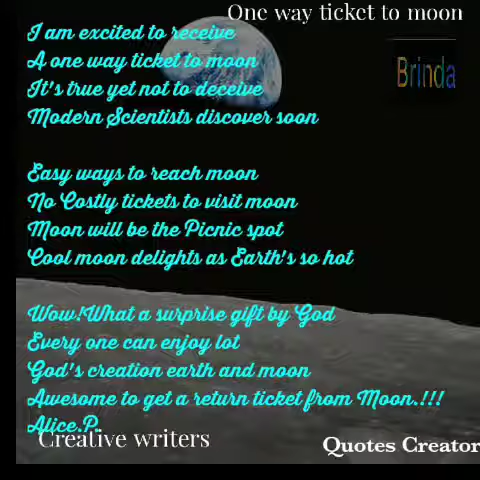 One way ticket to moon
Brinda
I am excited to receive
A one way ticket to moon
It's true yet not to deceive
Modern Scientists discover soon
Easy ways to reach moon
No Costly tickets to visit moon
Moon will be the Picnic spot
Cool moon delights as Earth's so hot
Wow!What a surprise gift by God
Every one can enjoy lot
God's creation earth and moon
Awesome to get a return ticket from Moon.!!!
Alice.P.
Creative writers
Quotes Creator